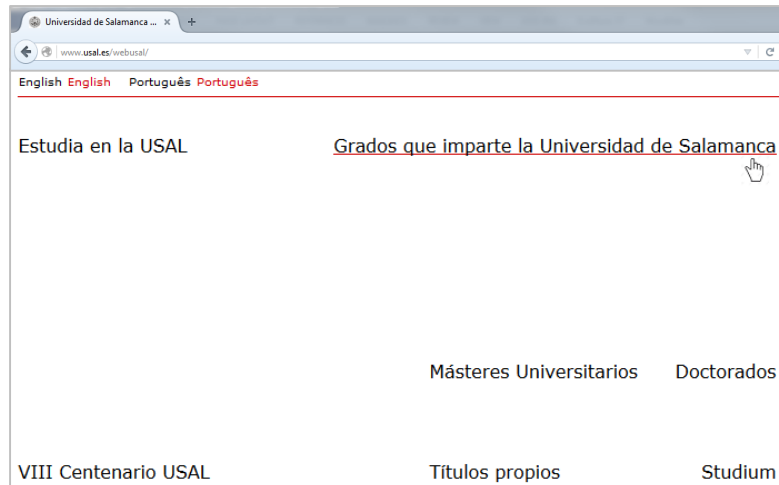 Universidad de Salamanca ...
www.usal.es/webusal/
English English Português Português
Estudia en la USAL Grados que imparte la Universidad de Salamanca
Másteres Universitarios Doctorados
VIII Centenario USAL Títulos propios Studium